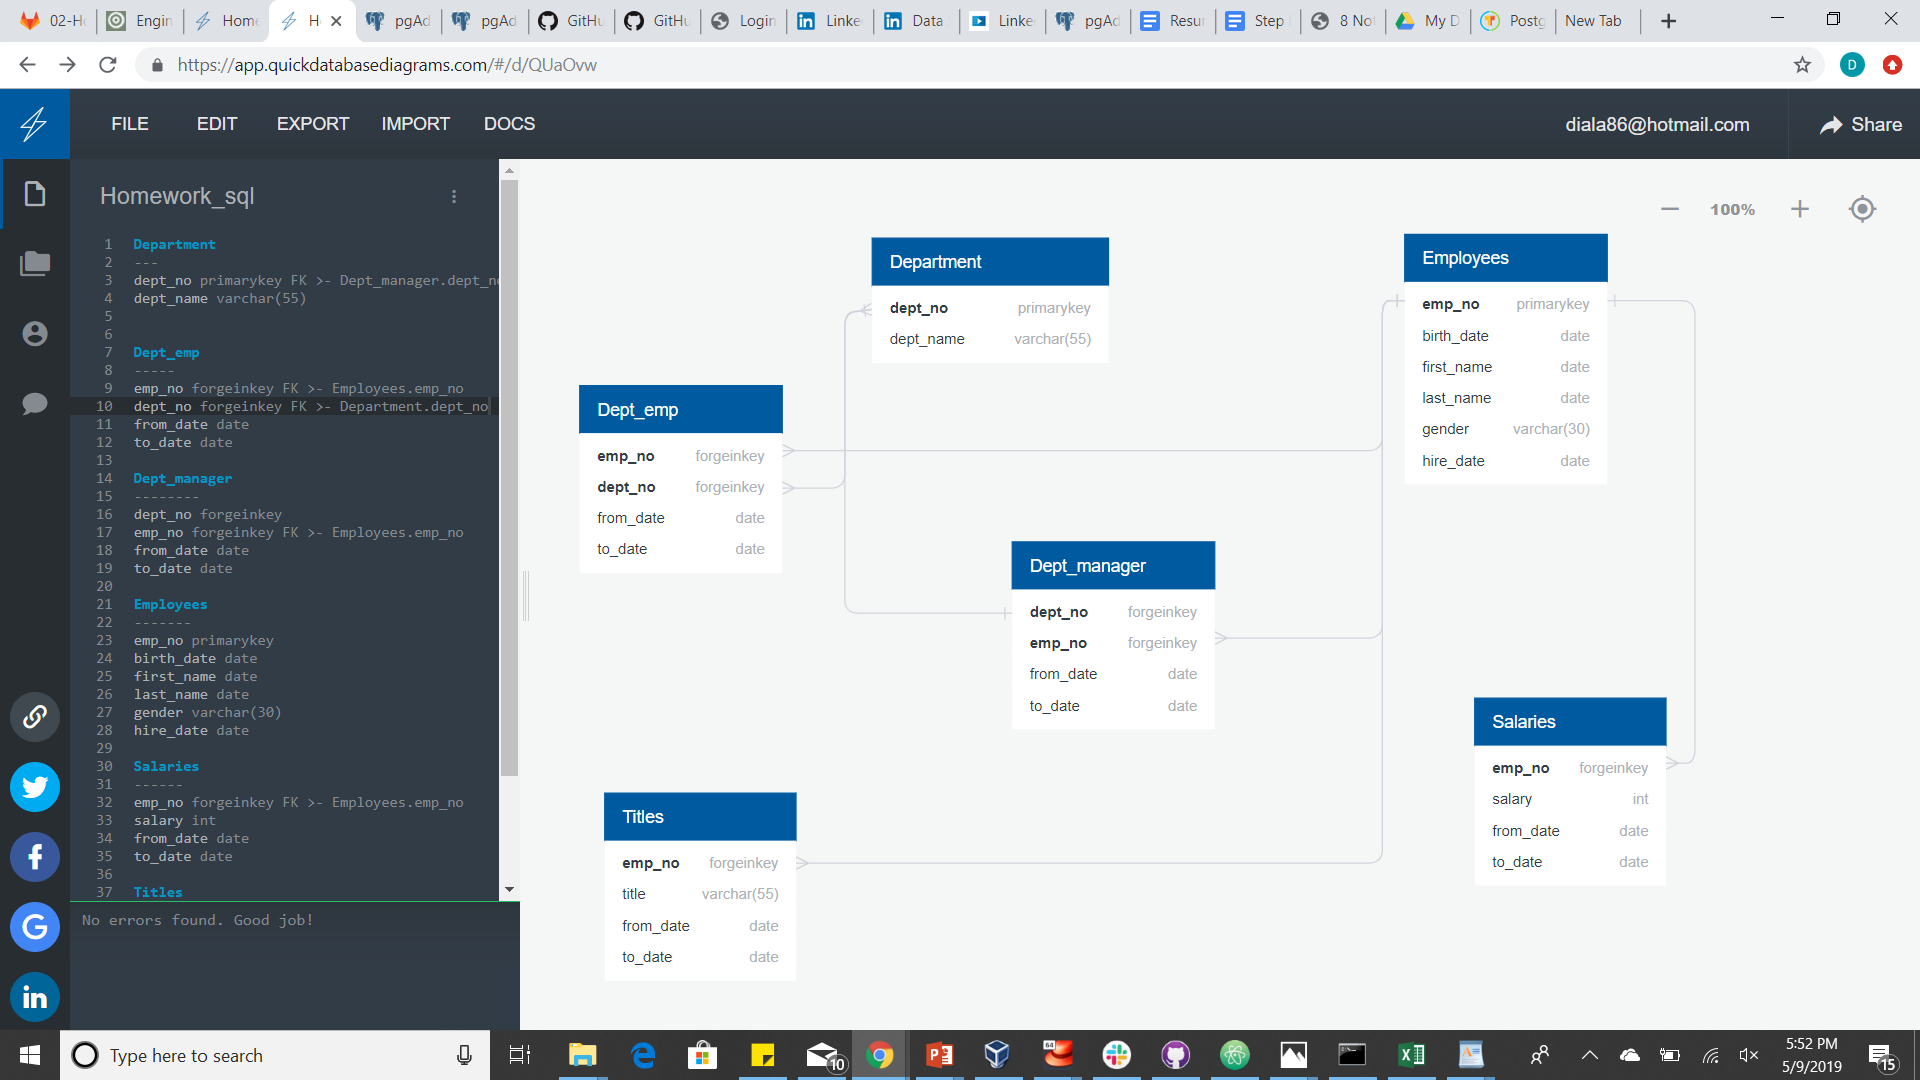 02-Ho
Engin
Home
H
pgAd
pgAd
GitHu
GitHu
Login
Linke
Data
Linke
pgAd
Resur
Step
8 Not
My D
Postg
New Tab
https://app.quickdatabasediagrams.com/#/d/QUaOvw
D
FILE
EDIT
EXPORT
IMPORT
DOCS
diala86@hotmail.com
Share
Homework_sql
1 Department
2 ---
3 dept_no primarykey FK >- Dept_manager.dept_no
4 dept_name varchar(55)
5
6
7 Dept_emp
8 -----
9 emp_no forgeinkey FK >- Employees.emp_no
10 dept_no forgeinkey FK >- Department.dept_no
11 from_date date
12 to_date date
13
14 Dept_manager
15 --------
16 dept_no forgeinkey
17 emp_no forgeinkey FK >- Employees.emp_no
18 from_date date
19 to_date date
20
21 Employees
22 -------
23 emp_no primarykey
24 birth_date date
25 first_name date
26 last_name date
27 gender varchar(30)
28 hire_date date
29
30 Salaries
31 ------
32 emp_no forgeinkey FK >- Employees.emp_no
33 salary int
34 from_date date
35 to_date date
36
37 Titles
No errors found. Good job!
100%
Department
dept_no primarykey
dept_name varchar(55)
Employees
emp_no primarykey
birth_date date
first_name date
last_name date
gender varchar(30)
hire_date date
Dept_emp
emp_no forgeinkey
dept_no forgeinkey
from_date date
to_date date
Dept_manager
dept_no forgeinkey
emp_no forgeinkey
from_date date
to_date date
Salaries
emp_no forgeinkey
salary int
from_date date
to_date date
Titles
emp_no forgeinkey
title varchar(55)
from_date date
to_date date
Type here to search
10
64
5:52 PM
5/9/2019
15